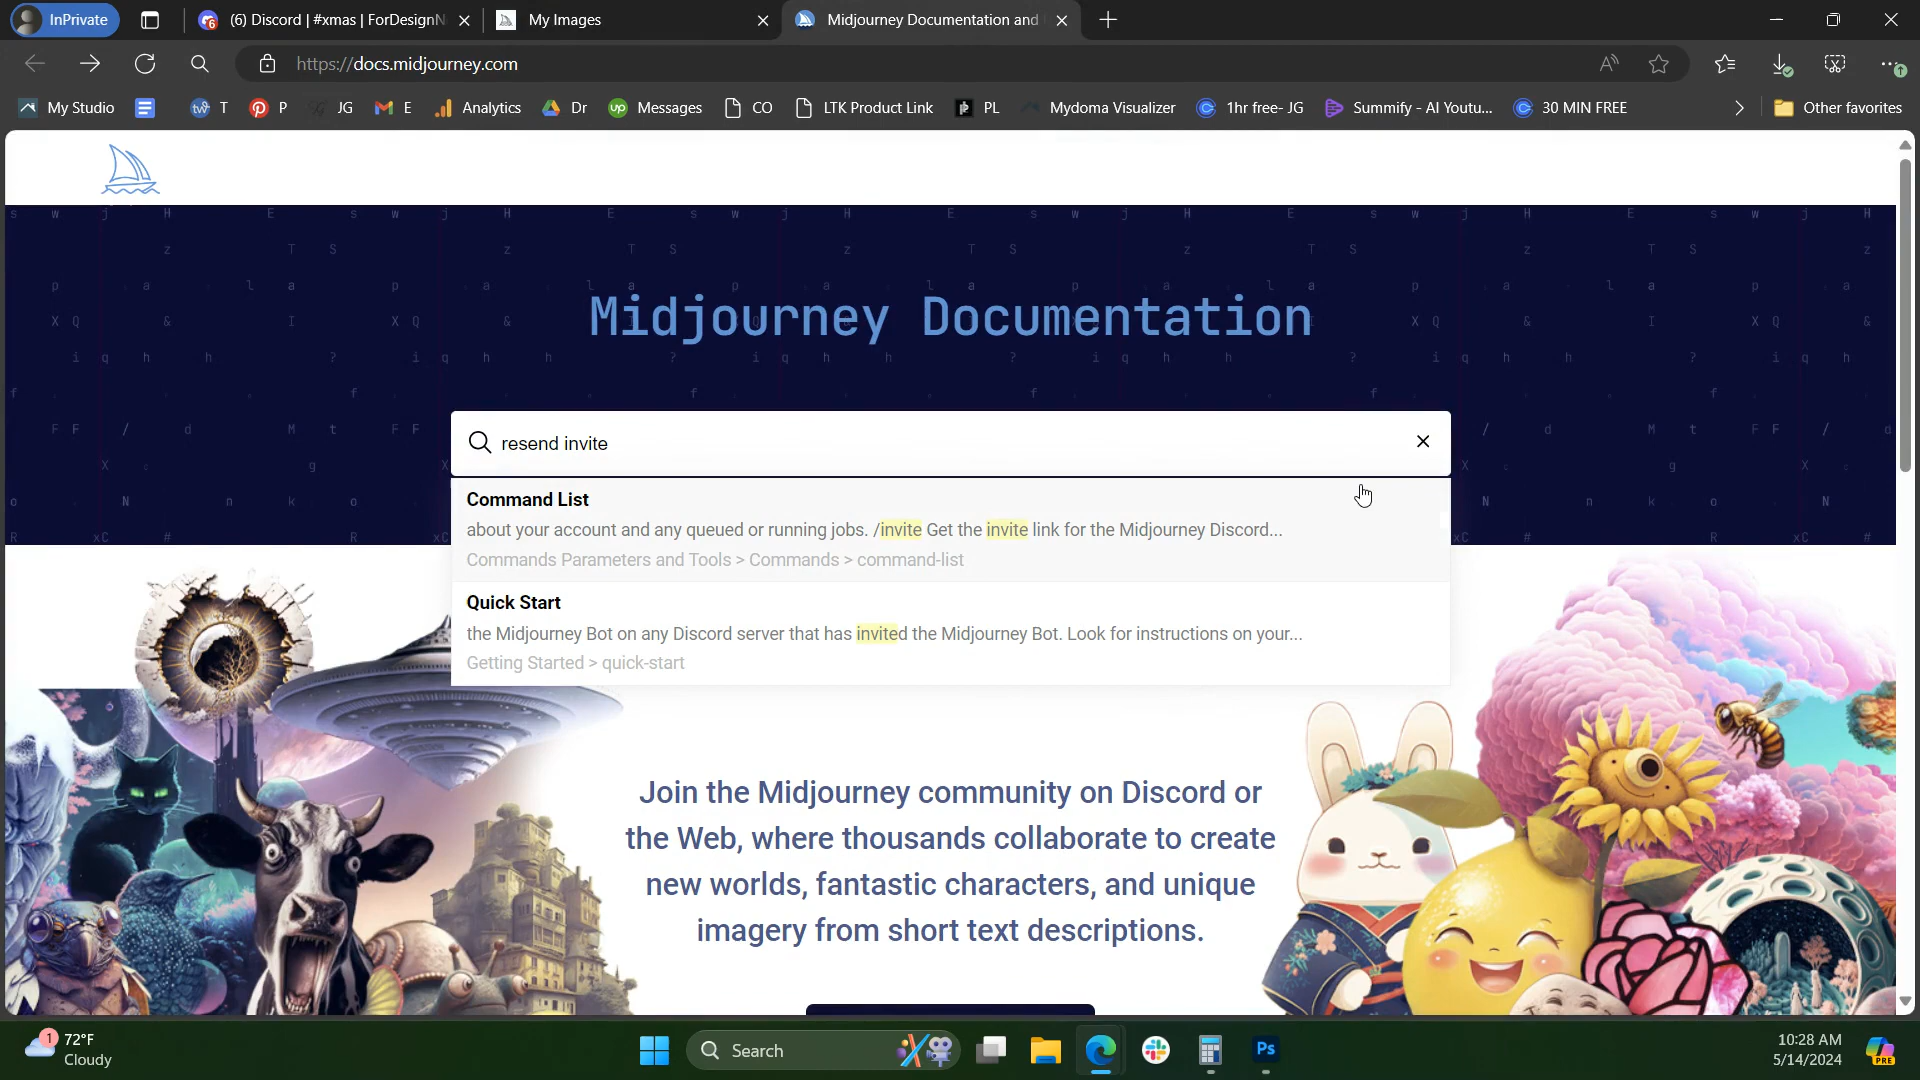 InPrivate
(6) Discord | #xmas | ForDesignN
My Images
Midjourney Documentation and
https://docs.midjourney.com
My Studio
T
P
JG
E
Analytics
Dr
Messages
CO
LTK Product Link
PL
Mydoma Visualizer
1hr free- JG
Summify - AI Youtu...
30 MIN FREE
Other favorites
Midjourney Documentation
resend invite
Command List
about your account and any queued or running jobs. /invite Get the invite link for the Midjourney Discord...
Commands Parameters and Tools > Commands > command-list
Quick Start
the Midjourney Bot on any Discord server that has invited the Midjourney Bot. Look for instructions on your...
Getting Started > quick-start
Join the Midjourney community on Discord or
the Web, where thousands collaborate to create
new worlds, fantastic characters, and unique
imagery from short text descriptions.
1
72°F
Cloudy
Search
Ps
10:28 AM
5/14/2024
PRE